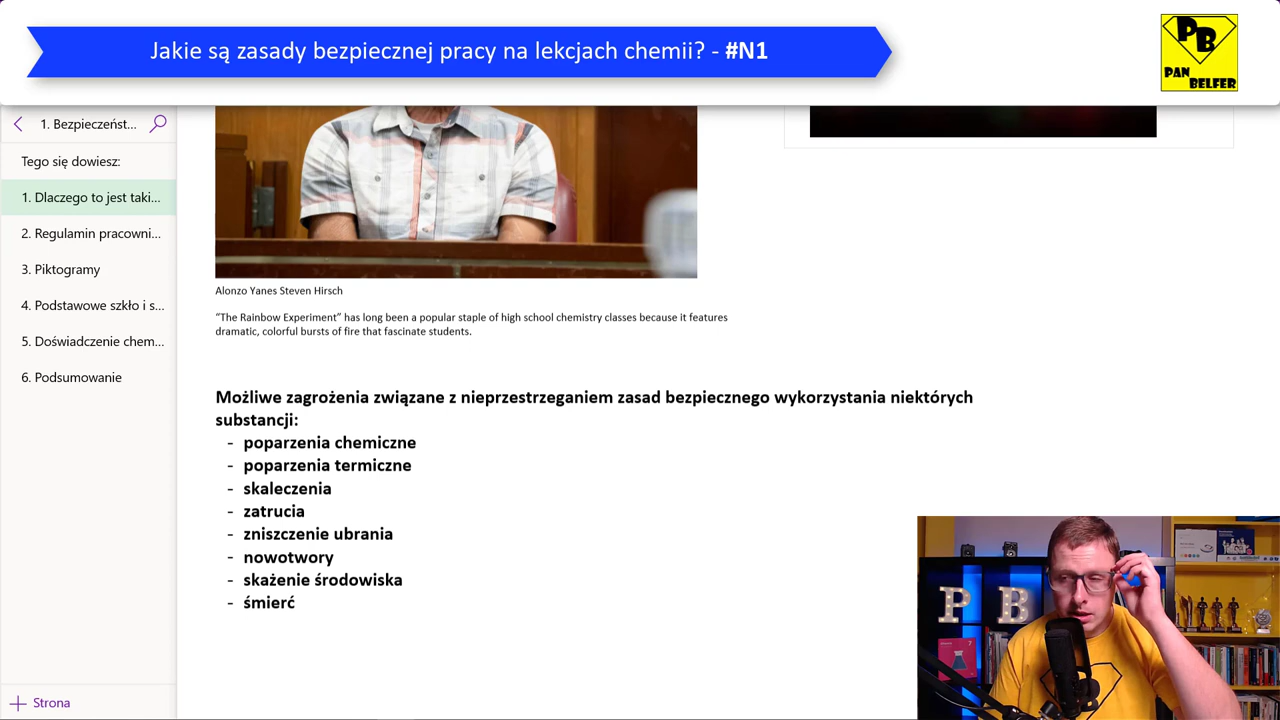 Jakie są zasady bezpiecznej pracy na lekcjach chemii? - #N1
PB
PAN
BELFER
1. Bezpieczeńst...
Tego się dowiesz:
1. Dlaczego to jest taki...
2. Regulamin pracowni...
3. Piktogramy
4. Podstawowe szkło i s...
5. Doświadczenie chem...
6. Podsumowanie
Strona
Alonzo Yanes Steven Hirsch
“The Rainbow Experiment” has long been a popular staple of high school chemistry classes because it features
dramatic, colorful bursts of fire that fascinate students.
Możliwe zagrożenia związane z nieprzestrzeganiem zasad bezpiecznego wykorzystania niektórych
substancji:
- poparzenia chemiczne
- poparzenia termiczne
- skaleczenia
- zatrucia
- zniszczenie ubrania
- nowotwory
- skażenie środowiska
- śmierć
P B